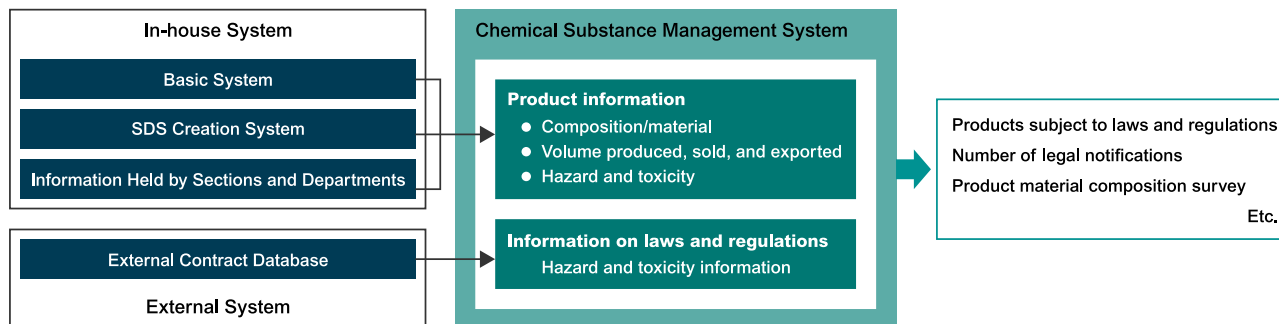 In-house System
Basic System
SDS Creation System
Information Held by Sections and Departments
External Contract Database
External System
Chemical Substance Management System
Product information
● Composition/material
● Volume produced, sold, and exported
● Hazard and toxicity
Information on laws and regulations
Hazard and toxicity information
Products subject to laws and regulations
Number of legal notifications
Product material composition survey
Etc.